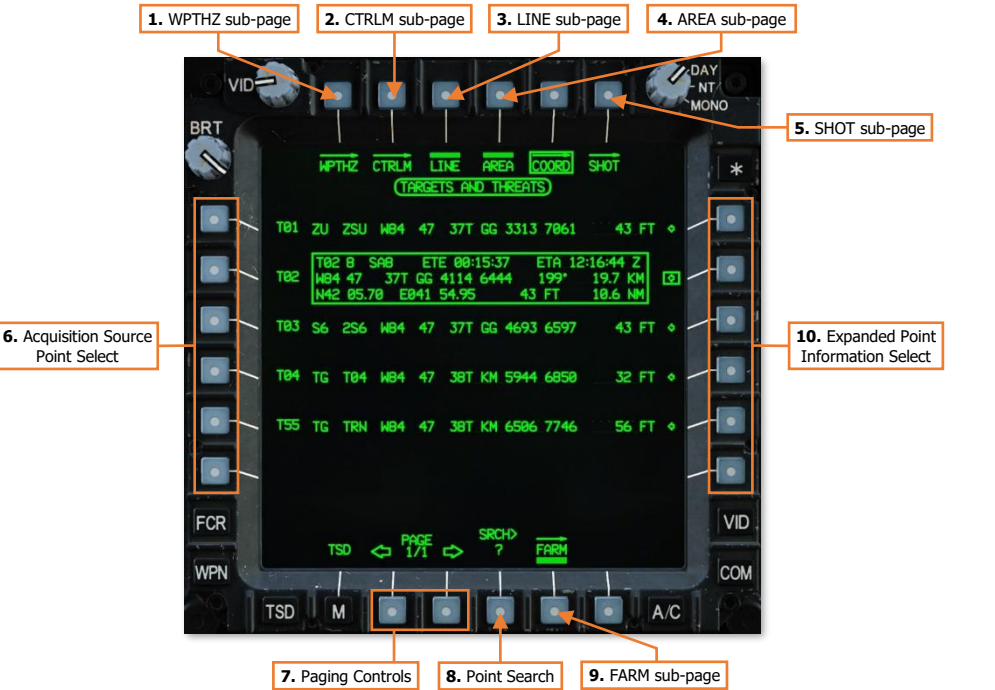 1. WPTHZ sub-page
2. CTRLM sub-page
3. LINE sub-page
4. AREA sub-page
VID
DAY
NT
MONO
BRT
5. SHOT sub-page
WPTHZ CTRLM LINE AREA COORD SHOT
*
TARGETS AND THREATS
T01 ZU ZSU W84 47 37T GG 3313 7061 43 FT
T02 8 SA8 ETE 00:15:37 ETA 12:16:44 Z
T02 W84 47 37T GG 4114 6444 199° 19.7 KM
N42 05.70 E041 54.95 43 FT 10.6 NM
T03 S6 2S6 W84 47 37T GG 4693 6597 43 FT
6. Acquisition Source
Point Select
10. Expanded Point
Information Select
T04 TG T04 W84 47 38T KM 5944 6850 32 FT
T55 TG TRN W84 47 38T KM 6506 7746 56 FT
FCR
VID
TSD
PAGE
1/1
SRCH>
?
FARM
WPN
COM
TSD
M
A/C
7. Paging Controls
8. Point Search
9. FARM sub-page